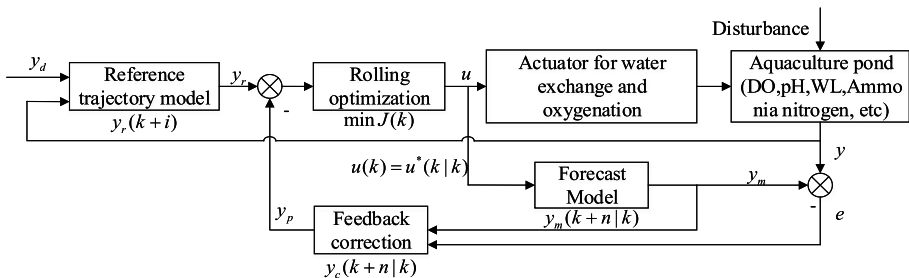 Disturbance
y_d
Reference
trajectory model
y_r(k+i)
y_r
-
Rolling
optimization
min J(k)
u
Actuator for water
exchange and
oxygenation
Aquaculture pond
(DO,pH,WL,Ammo
nia nitrogen, etc)
y
u(k) = u*(k|k)
Forecast
Model
y_m(k+n|k)
y_m
-
e
y_p
Feedback
correction
y_c(k+n|k)